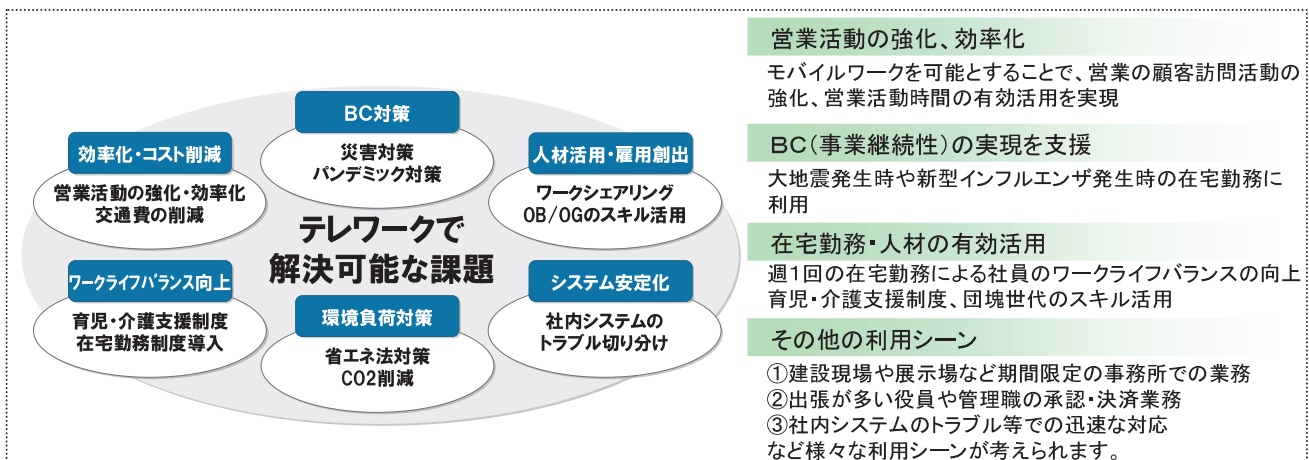 BC対策
災害対策
パンデミック対策
効率化・コスト削減
営業活動の強化・効率化
交通費の削減
人材活用・雇用創出
ワークシェアリング
OB/OGのスキル活用
テレワークで
解決可能な課題
ワークライフバランス向上
育児・介護支援制度
在宅勤務制度導入
環境負荷対策
省エネ法対策
CO2削減
システム安定化
社内システムの
トラブル切り分け
営業活動の強化、効率化
モバイルワークを可能とすることで、営業の顧客訪問活動の
強化、営業活動時間の有効活用を実現
BC(事業継続性)の実現を支援
大地震発生時や新型インフルエンザ発生時の在宅勤務に
利用
在宅勤務・人材の有効活用
週1回の在宅勤務による社員のワークライフバランスの向上
育児・介護支援制度、団塊世代のスキル活用
その他の利用シーン
①建設現場や展示場など期間限定の事務所での業務
②出張が多い役員や管理職の承認・決済業務
③社内システムのトラブル等での迅速な対応
など様々な利用シーンが考えられます。